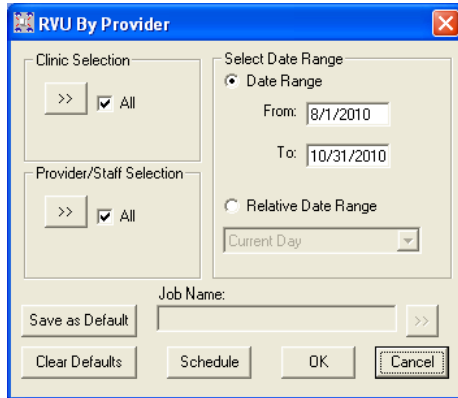 RVU By Provider
Clinic Selection
>> All
Provider/Staff Selection
>> All
Select Date Range
Date Range
From: 8/1/2010
To: 10/31/2010
Relative Date Range
Current Day
Job Name:
Save as Default >>
Clear Defaults Schedule OK Cancel